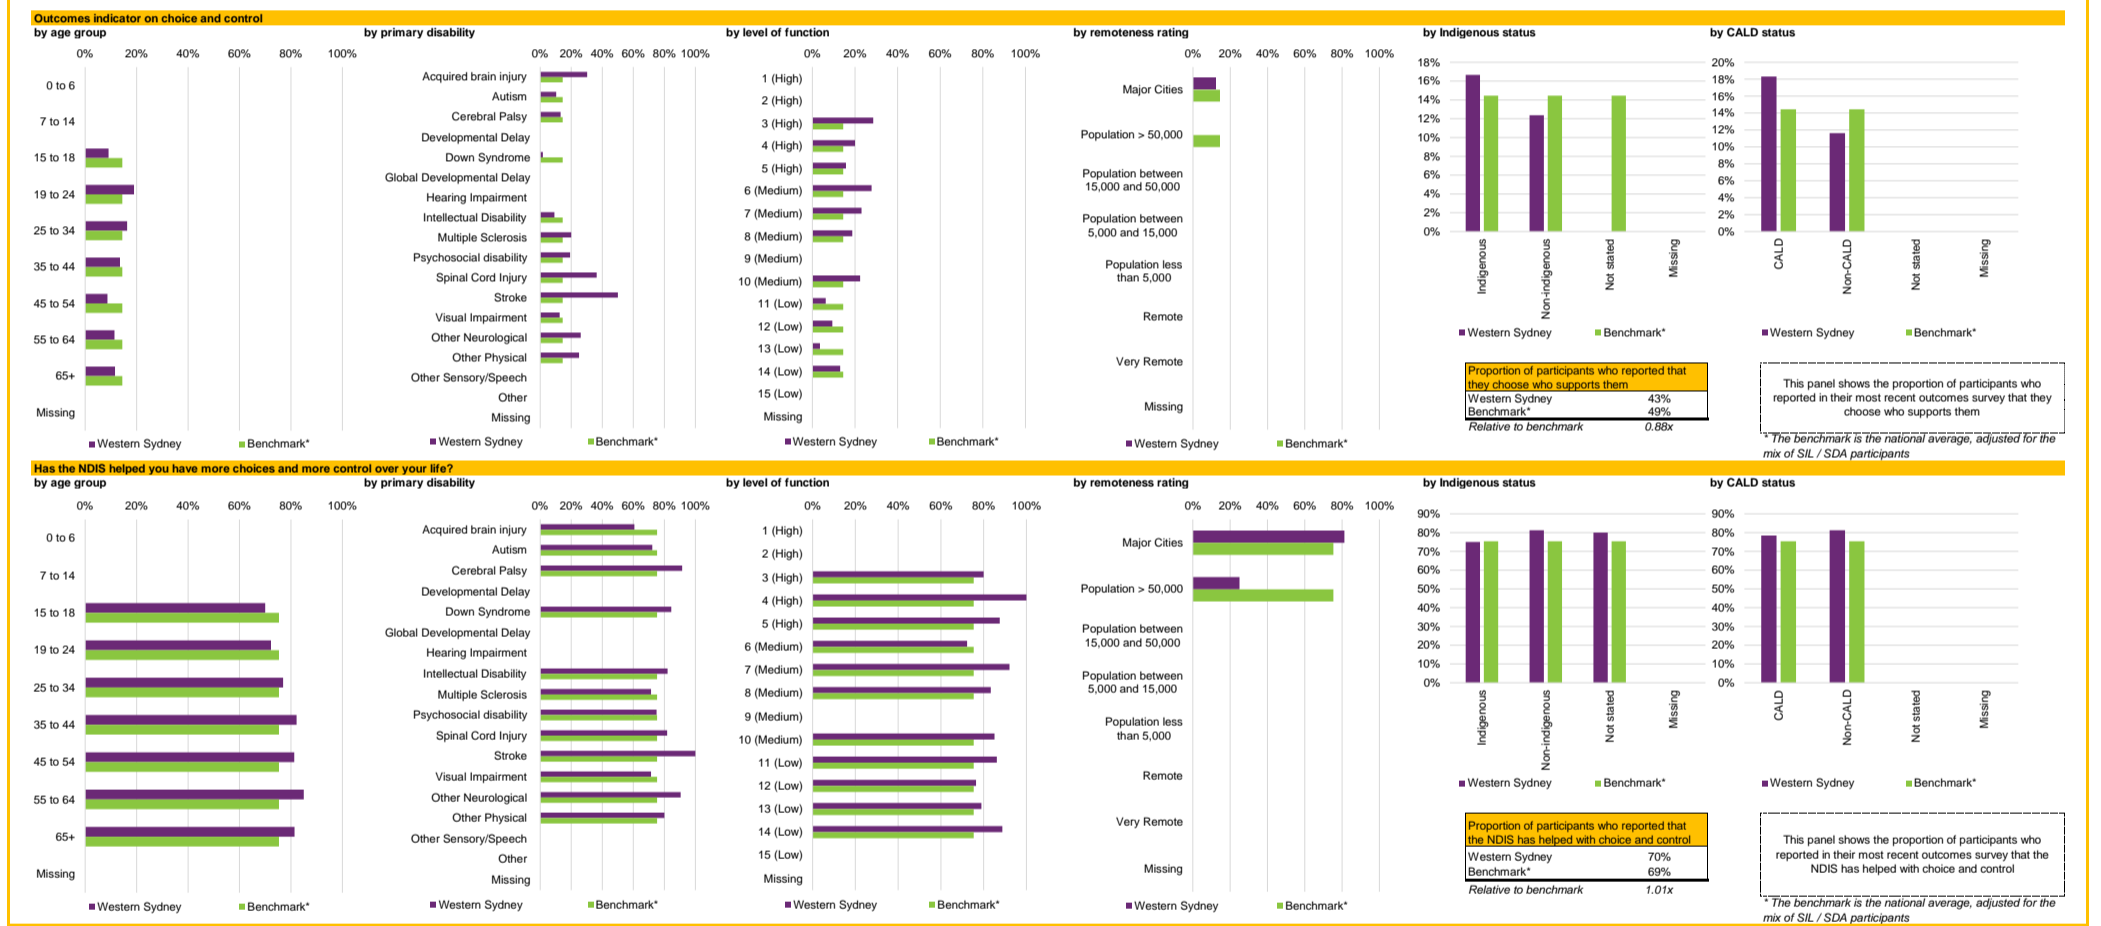 Outcomes indicator on choice and control
by age group
0% 20% 40% 60% 80% 100%
0 to 6
7 to 14
15 to 18
19 to 24
25 to 34
35 to 44
45 to 54
55 to 64
65+
Missing
Western Sydney Benchmark*
by primary disability
0% 20% 40% 60% 80% 100%
Acquired brain injury
Autism
Cerebral Palsy
Developmental Delay
Down Syndrome
Global Developmental Delay
Hearing Impairment
Intellectual Disability
Multiple Sclerosis
Psychosocial disability
Spinal Cord Injury
Stroke
Visual Impairment
Other Neurological
Other Physical
Other Sensory/Speech
Other
Missing
Western Sydney Benchmark*
by level of function
0% 20% 40% 60% 80% 100%
1 (High)
2 (High)
3 (High)
4 (High)
5 (High)
6 (Medium)
7 (Medium)
8 (Medium)
9 (Medium)
10 (Medium)
11 (Low)
12 (Low)
13 (Low)
14 (Low)
15 (Low)
Missing
Western Sydney Benchmark*
by remoteness rating
0% 20% 40% 60% 80% 100%
Major Cities
Population > 50,000
Population between
15,000 and 50,000
Population between
5,000 and 15,000
Population less
than 5,000
Remote
Very Remote
Missing
Western Sydney Benchmark*
by Indigenous status
18%
16%
14%
12%
10%
8%
6%
4%
2%
0%
Indigenous
Non-indigenous
Not stated
Missing
Western Sydney Benchmark*
by CALD status
20%
18%
16%
14%
12%
10%
8%
6%
4%
2%
0%
CALD
Non-CALD
Not stated
Missing
Western Sydney Benchmark*
Proportion of participants who reported that
they choose who supports them
Western Sydney 43%
Benchmark* 49%
Relative to benchmark 0.88x
This panel shows the proportion of participants who
reported in their most recent outcomes survey that they
choose who supports them
* The benchmark is the national average, adjusted for the
mix of SIL / SDA participants
Has the NDIS helped you have more choices and more control over your life?
by age group
0% 20% 40% 60% 80% 100%
0 to 6
7 to 14
15 to 18
19 to 24
25 to 34
35 to 44
45 to 54
55 to 64
65+
Missing
Western Sydney Benchmark*
by primary disability
0% 20% 40% 60% 80% 100%
Acquired brain injury
Autism
Cerebral Palsy
Developmental Delay
Down Syndrome
Global Developmental Delay
Hearing Impairment
Intellectual Disability
Multiple Sclerosis
Psychosocial disability
Spinal Cord Injury
Stroke
Visual Impairment
Other Neurological
Other Physical
Other Sensory/Speech
Other
Missing
Western Sydney Benchmark*
by level of function
0% 20% 40% 60% 80% 100%
1 (High)
2 (High)
3 (High)
4 (High)
5 (High)
6 (Medium)
7 (Medium)
8 (Medium)
9 (Medium)
10 (Medium)
11 (Low)
12 (Low)
13 (Low)
14 (Low)
15 (Low)
Missing
Western Sydney Benchmark*
by remoteness rating
0% 20% 40% 60% 80% 100%
Major Cities
Population > 50,000
Population between
15,000 and 50,000
Population between
5,000 and 15,000
Population less
than 5,000
Remote
Very Remote
Missing
Western Sydney Benchmark*
by Indigenous status
90%
80%
70%
60%
50%
40%
30%
20%
10%
0%
Indigenous
Non-indigenous
Not stated
Missing
Western Sydney Benchmark*
by CALD status
90%
80%
70%
60%
50%
40%
30%
20%
10%
0%
CALD
Non-CALD
Not stated
Missing
Western Sydney Benchmark*
Proportion of participants who reported that
the NDIS has helped with choice and control
Western Sydney 70%
Benchmark* 69%
Relative to benchmark 1.01x
This panel shows the proportion of participants who
reported in their most recent outcomes survey that the
NDIS has helped with choice and control
* The benchmark is the national average, adjusted for the
mix of SIL / SDA participants